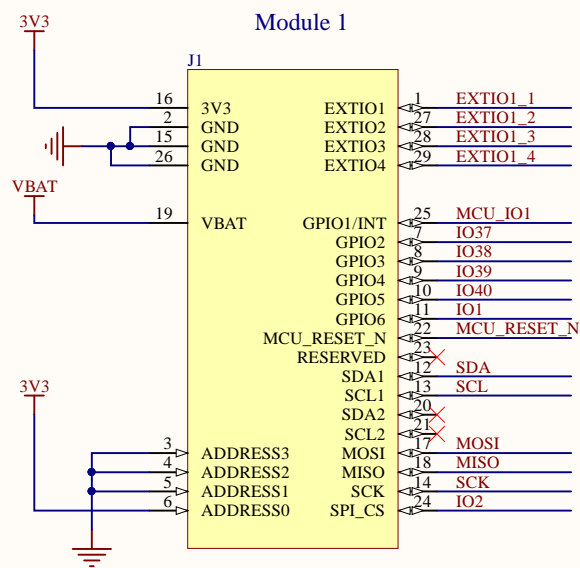 3V3
Module 1
J1
16 3V3 EXTIO1 1 EXTIO1_1
2 GND EXTIO2 27 EXTIO1_2
15 GND EXTIO3 28 EXTIO1_3
26 GND EXTIO4 29 EXTIO1_4
VBAT
19 VBAT GPIO1/INT 25 MCU_IO1
GPIO2 7 IO37
GPIO3 8 IO38
GPIO4 9 IO39
GPIO5 10 IO40
GPIO6 11 IO1
MCU_RESET_N 22 MCU_RESET_N
RESERVED 23
3V3
SDA1 12 SDA
SCL1 13 SCL
SDA2 20
SCL2 21
3 ADDRESS3 MOSI 17 MOSI
4 ADDRESS2 MISO 18 MISO
5 ADDRESS1 SCK 14 SCK
6 ADDRESS0 SPI_CS 24 IO2